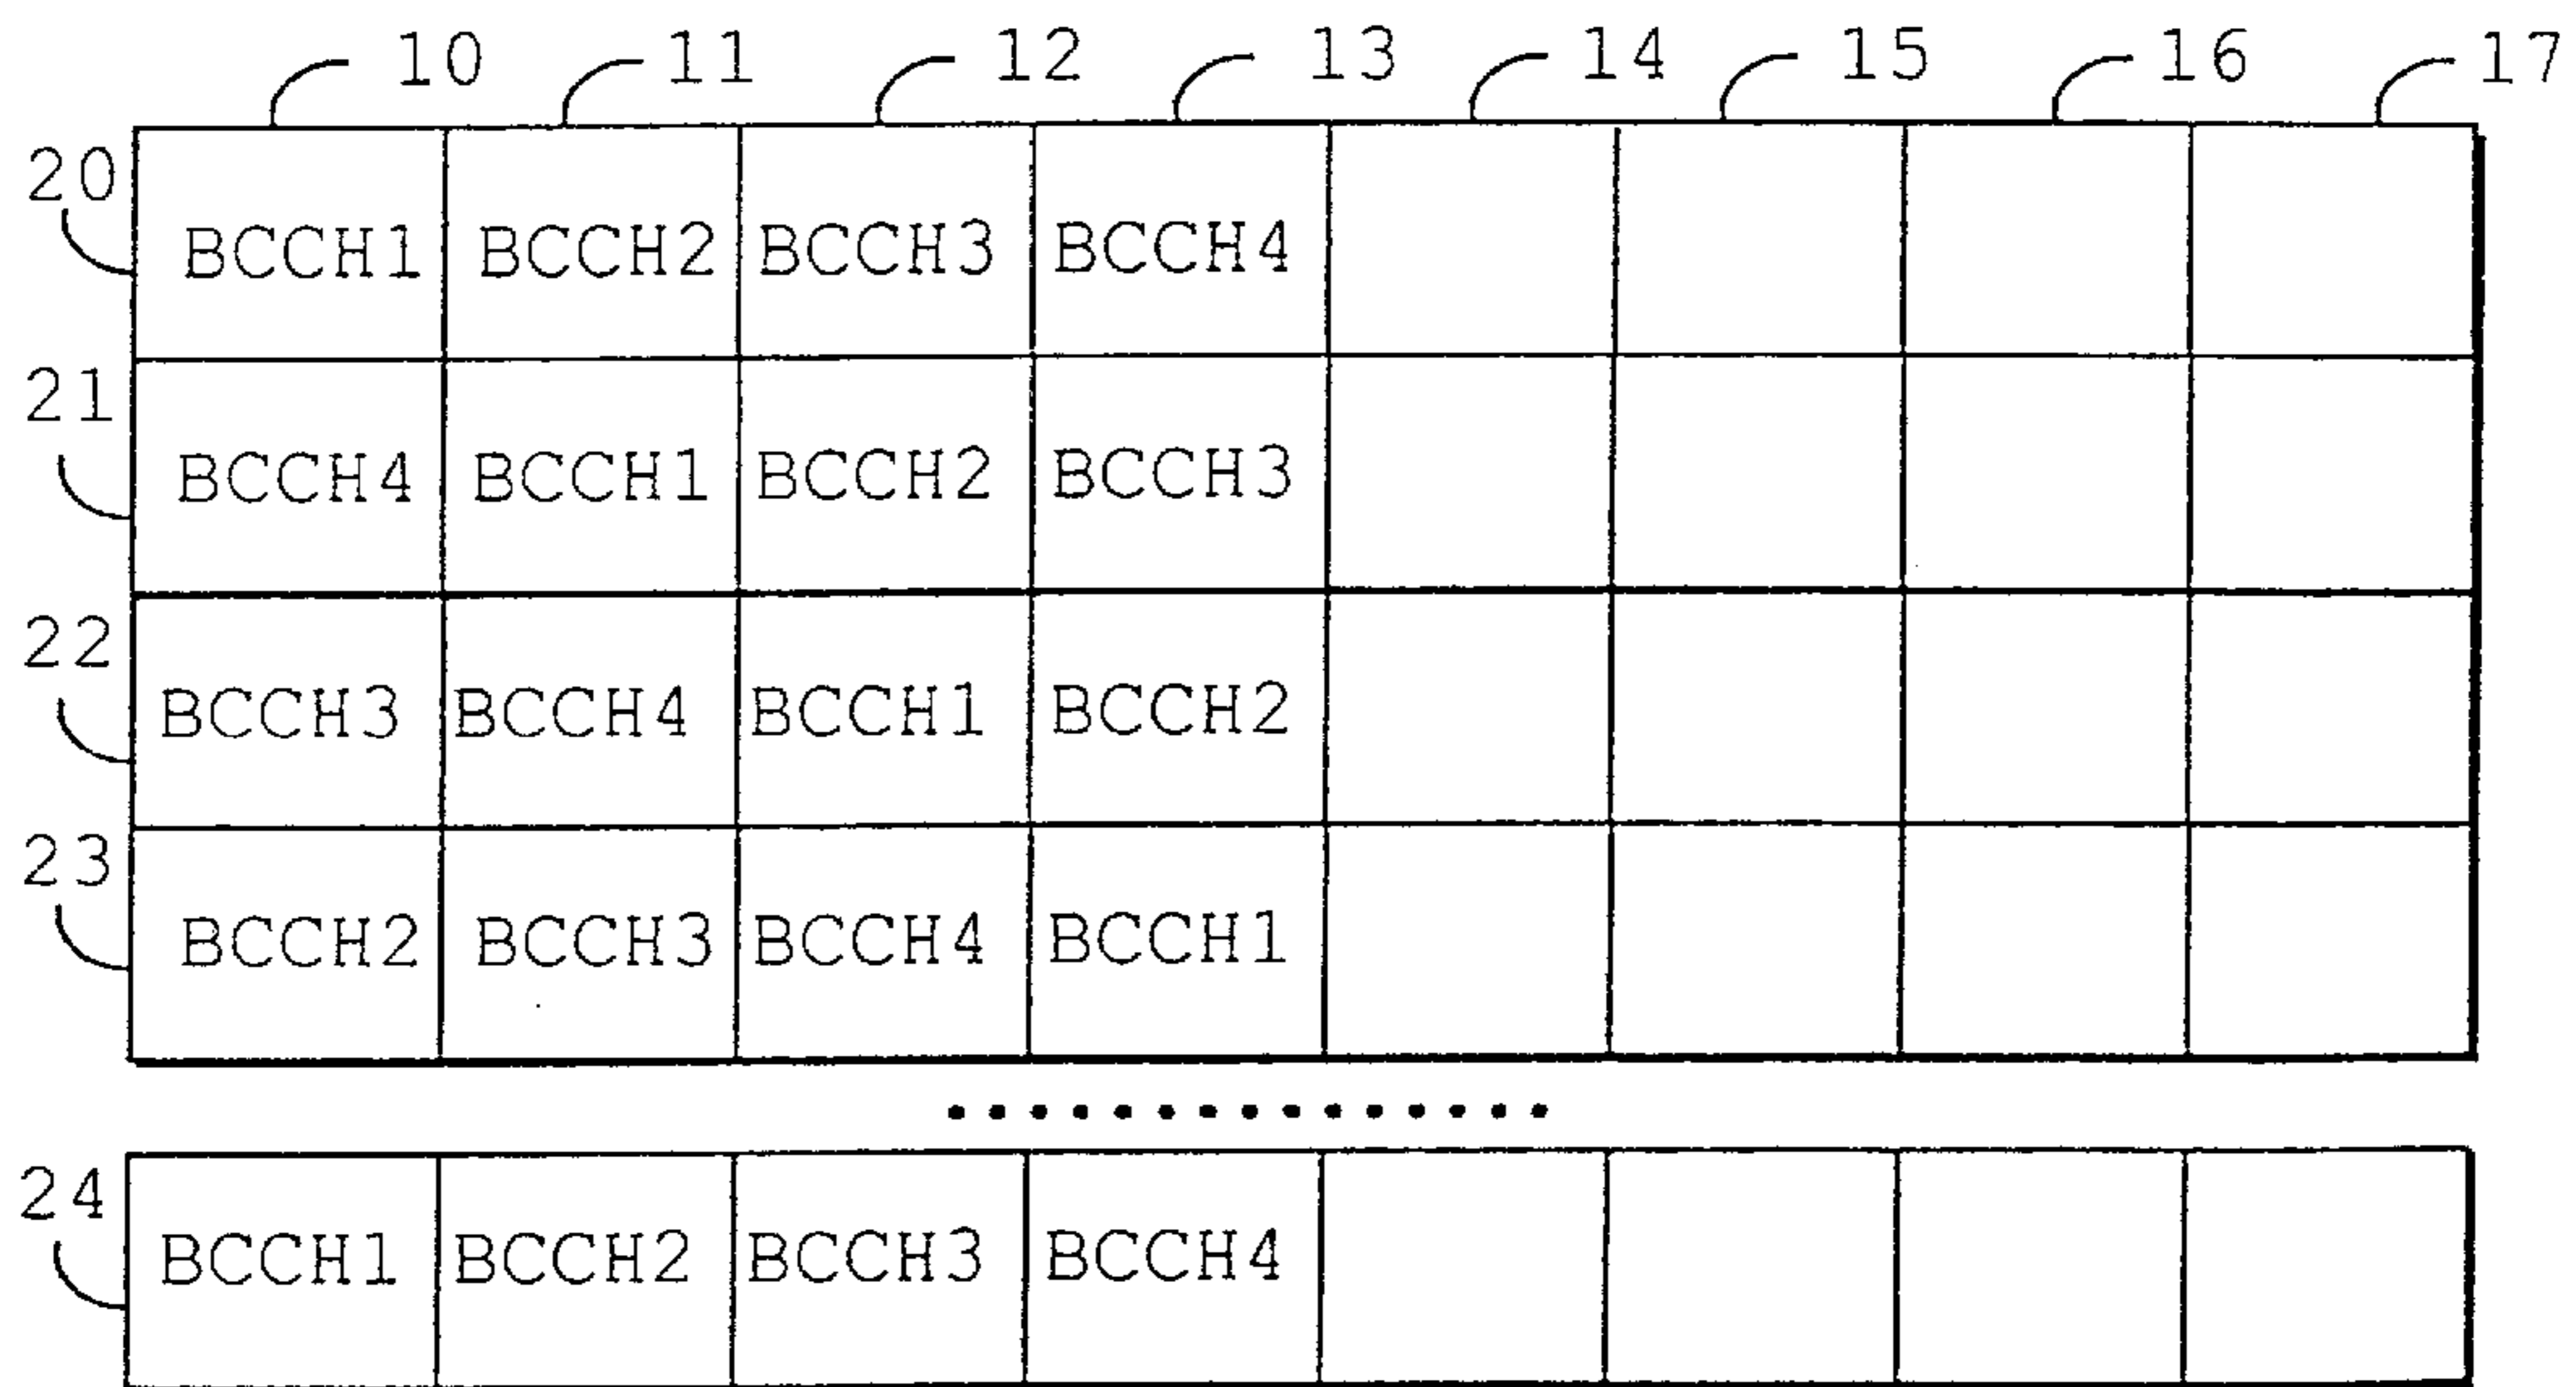 10 11 12 13 14 15 16 17
20
BCCH1 BCCH2 BCCH3 BCCH4
21
BCCH4 BCCH1 BCCH2 BCCH3
22
BCCH3 BCCH4 BCCH1 BCCH2
23
BCCH2 BCCH3 BCCH4 BCCH1
24
BCCH1 BCCH2 BCCH3 BCCH4